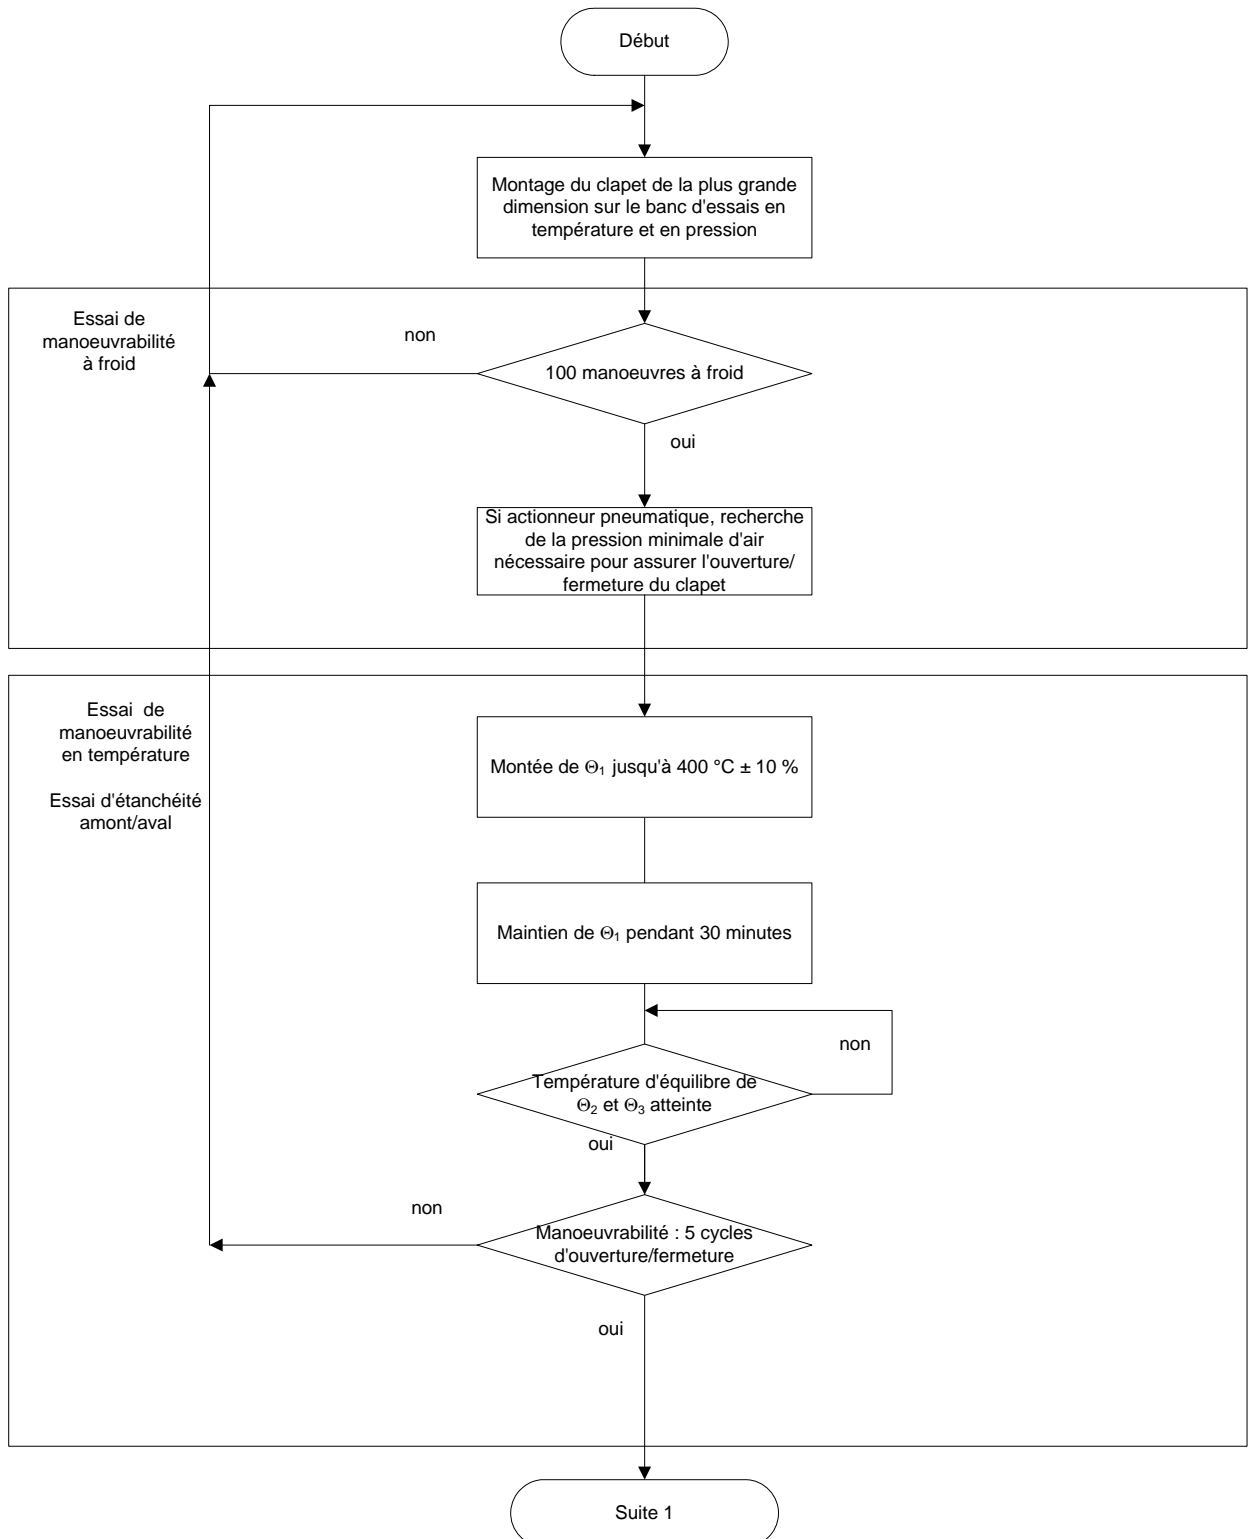 Début
Montage du clapet de la plus grande
dimension sur le banc d'essais en
température et en pression
Essai de
manoeuvrabilité
à froid
non
100 manoeuvres à froid
oui
Si actionneur pneumatique, recherche
de la pression minimale d'air
nécessaire pour assurer l'ouverture/
fermeture du clapet
Essai de
manoeuvrabilité
en température
Essai d'étanchéité
amont/aval
Montée de Θ₁ jusqu'à 400 °C ± 10 %
Maintien de Θ₁ pendant 30 minutes
non
Température d'équilibre de
Θ₂ et Θ₃ atteinte
oui
non
Manoeuvrabilité : 5 cycles
d'ouverture/fermeture
oui
Suite 1